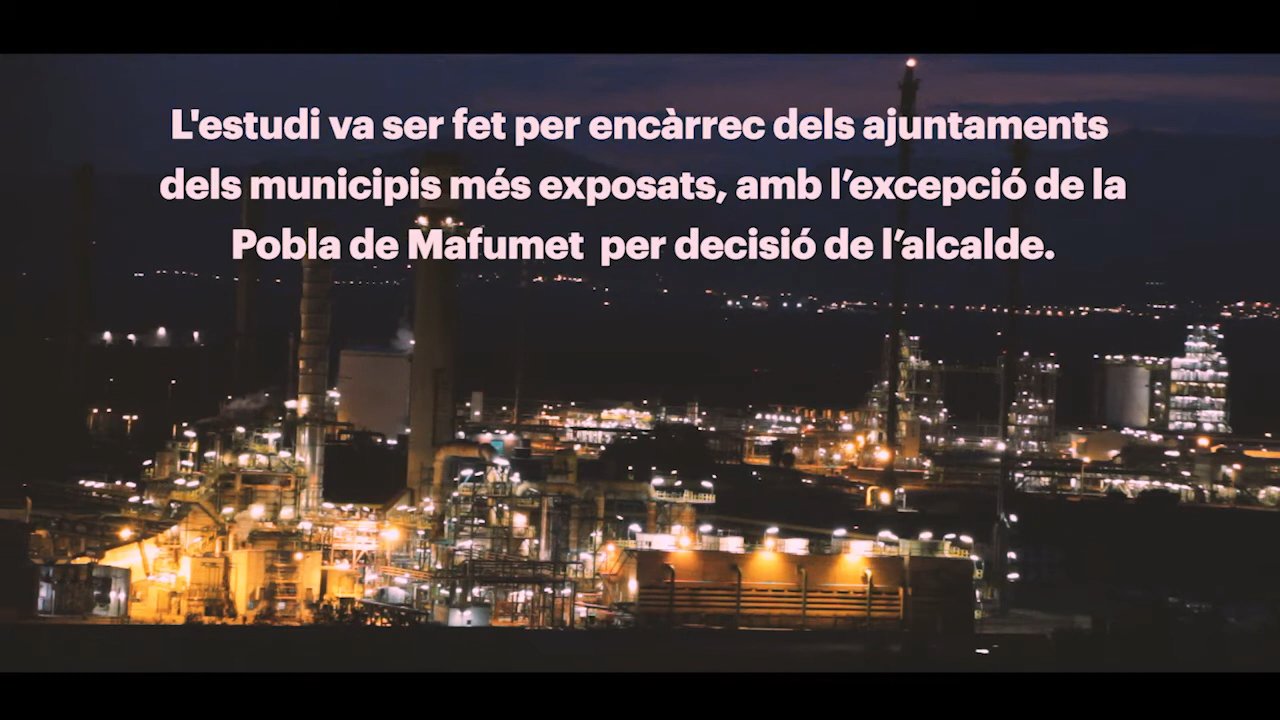 L'estudi va ser fet per encàrrec dels ajuntaments
dels municipis més exposats, amb l’excepció de la
Pobla de Mafumet  per decisió de l’alcalde.